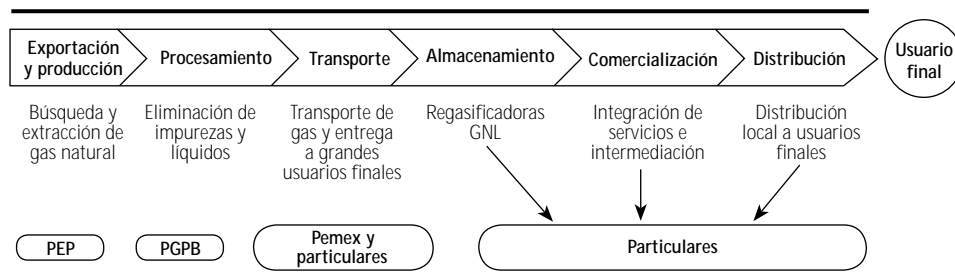 Exportación
y producción
Procesamiento
Transporte
Almacenamiento
Comercialización
Distribución
Usuario
final
Búsqueda y
extracción de
gas natural
Eliminación de
impurezas y
líquidos
Transporte de
gas y entrega
a grandes
usuarios finales
Regasificadoras
GNL
Integración de
servicios e
intermediación
Distribución
local a usuarios
finales
PEP
PGPB
Pemex y
particulares
Particulares